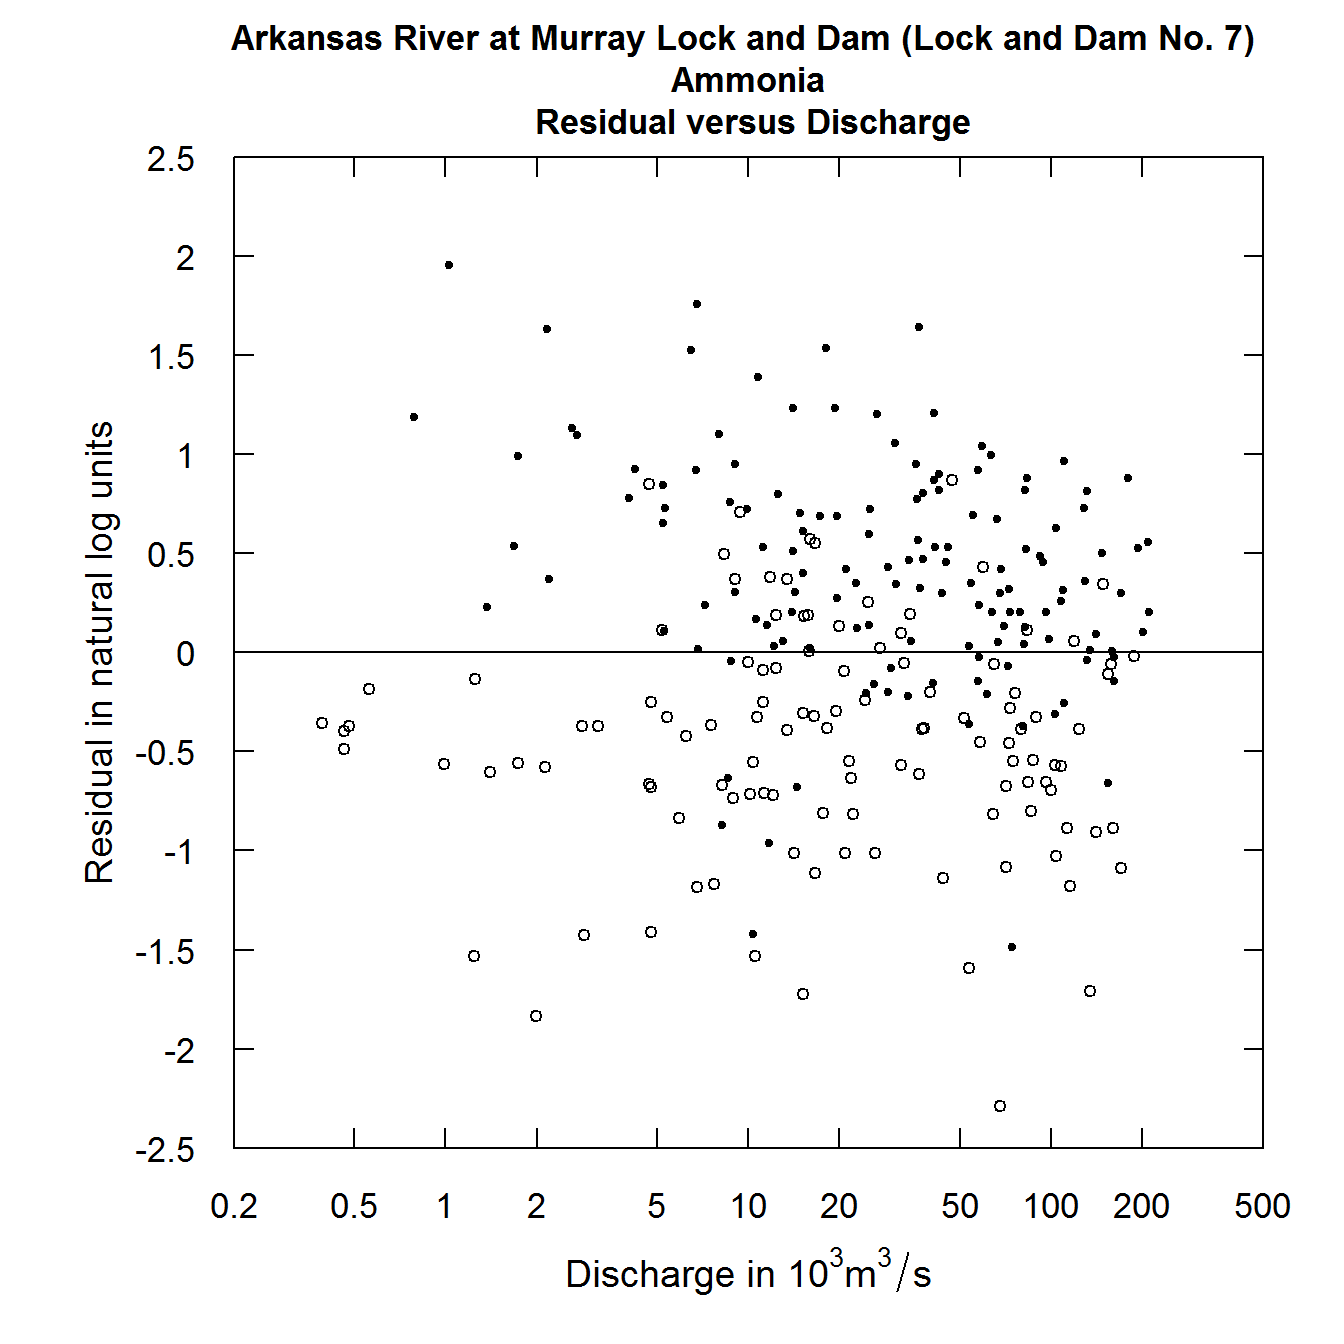 Arkansas River at Murray Lock and Dam (Lock and Dam No. 7)
Ammonia
Residual versus Discharge
2.5
2
1.5
1
0.5
0
-0.5
-1
-1.5
-2
-2.5
Residual in natural log units
0.2 0.5 1 2 5 10 20 50 100 200 500
Discharge in 10³m³/s